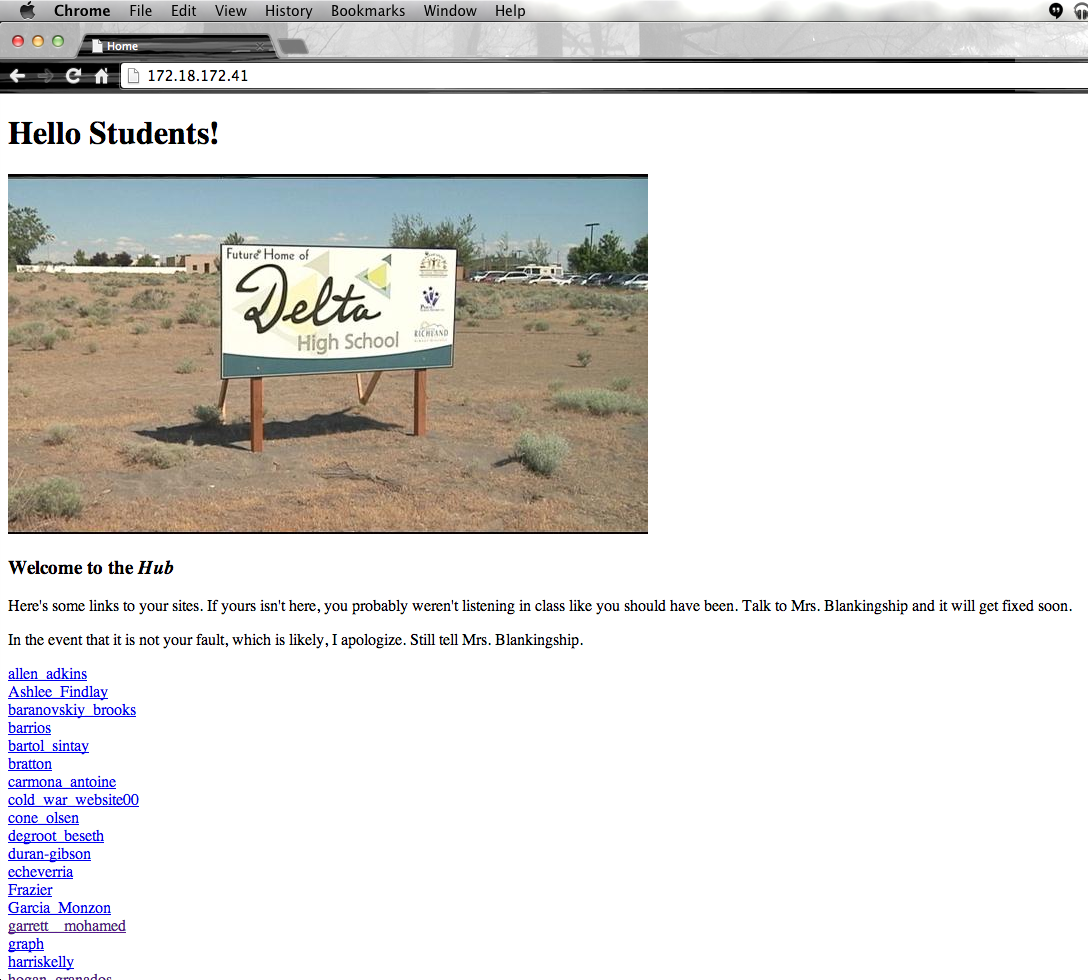 Chrome File Edit View History Bookmarks Window Help
Home
172.18.172.41
Hello Students!
Future Home of
Delta
High School
RICHLAND
Welcome to the Hub
Here's some links to your sites. If yours isn't here, you probably weren't listening in class like you should have been. Talk to Mrs. Blankingship and it will get fixed soon.
In the event that it is not your fault, which is likely, I apologize. Still tell Mrs. Blankingship.
allen_adkins
Ashlee_Findlay
baranovskiy_brooks
barrios
bartol_sintay
bratton
carmona_antoine
cold_war_website00
cone_olsen
degroot_beseth
duran-gibson
echeverria
Frazier
Garcia_Monzon
garrett__mohamed
graph
harriskelly
hogan_granados